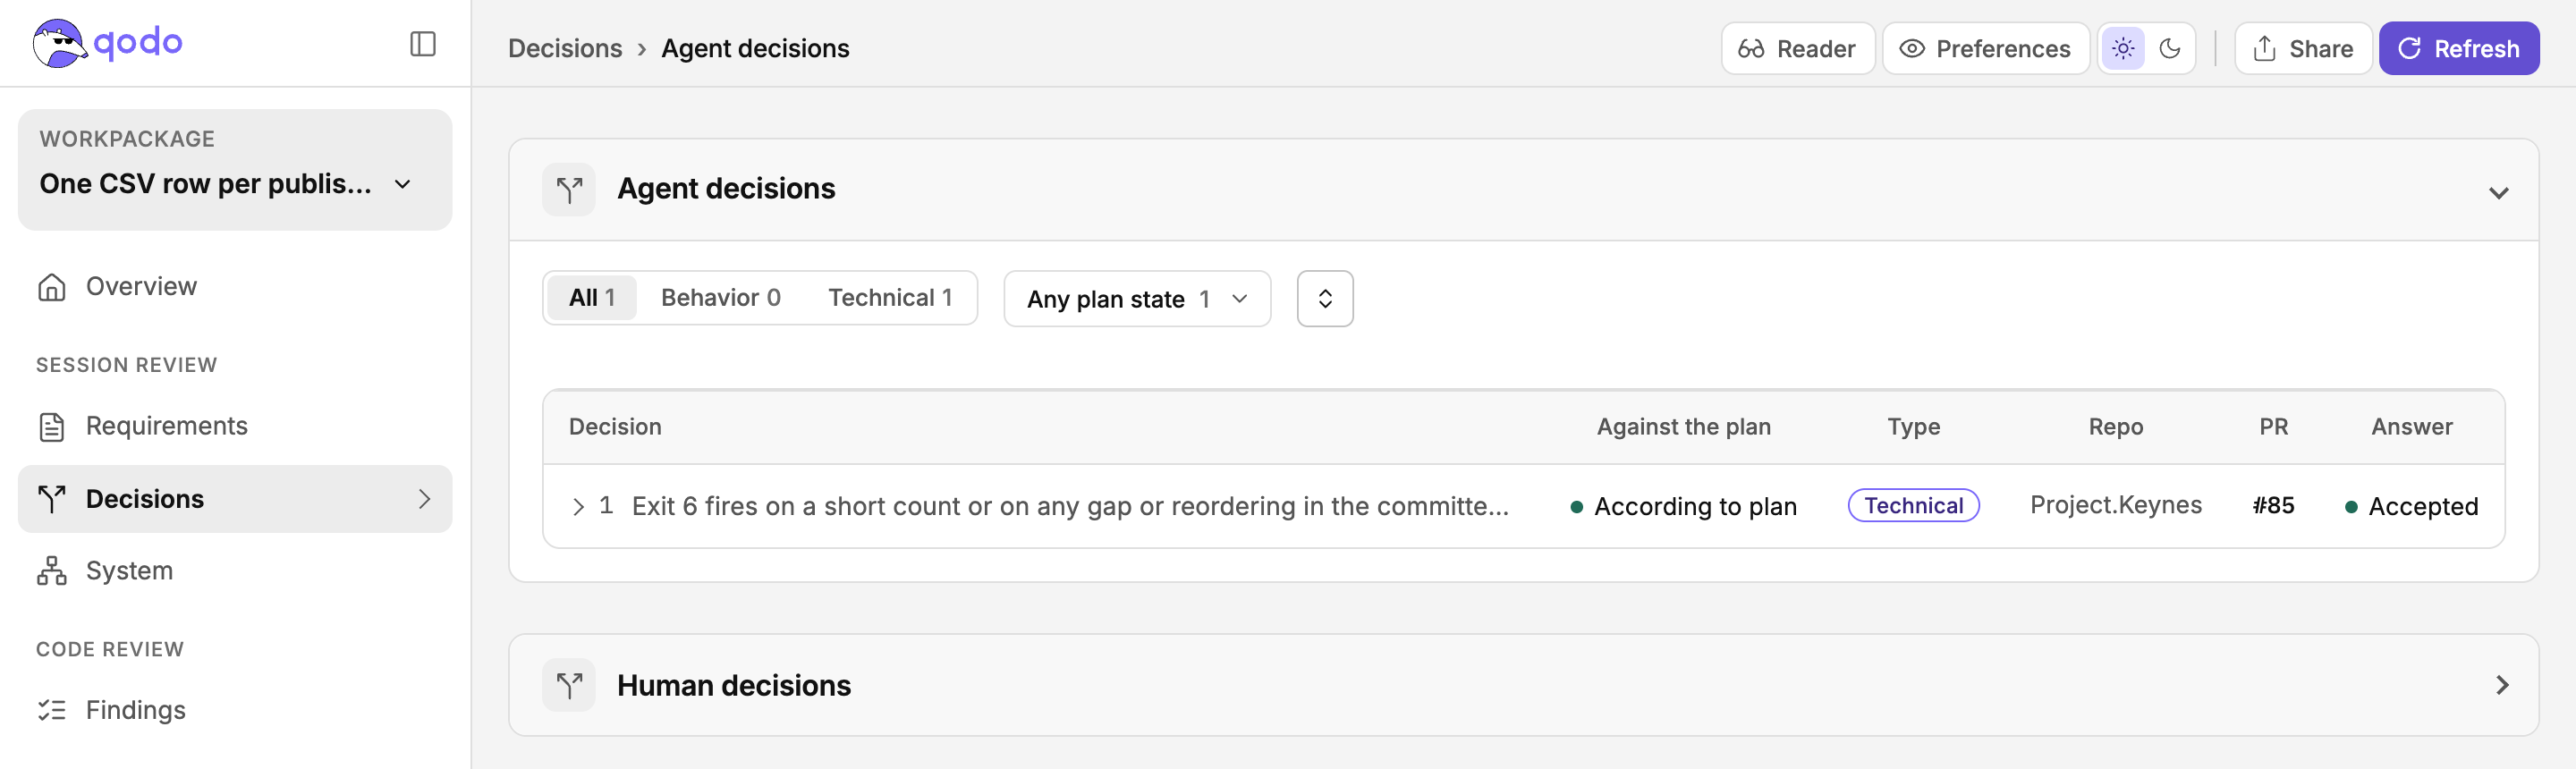 qodo
Decisions › Agent decisions
Reader
Preferences
Share
Refresh
WORKPACKAGE
One CSV row per publis...
Overview
SESSION REVIEW
Requirements
Decisions
System
CODE REVIEW
Findings
Agent decisions
All 1
Behavior 0
Technical 1
Any plan state 1
Decision
Against the plan
Type
Repo
PR
Answer
1 Exit 6 fires on a short count or on any gap or reordering in the committe...
According to plan
Technical
Project.Keynes
#85
Accepted
Human decisions